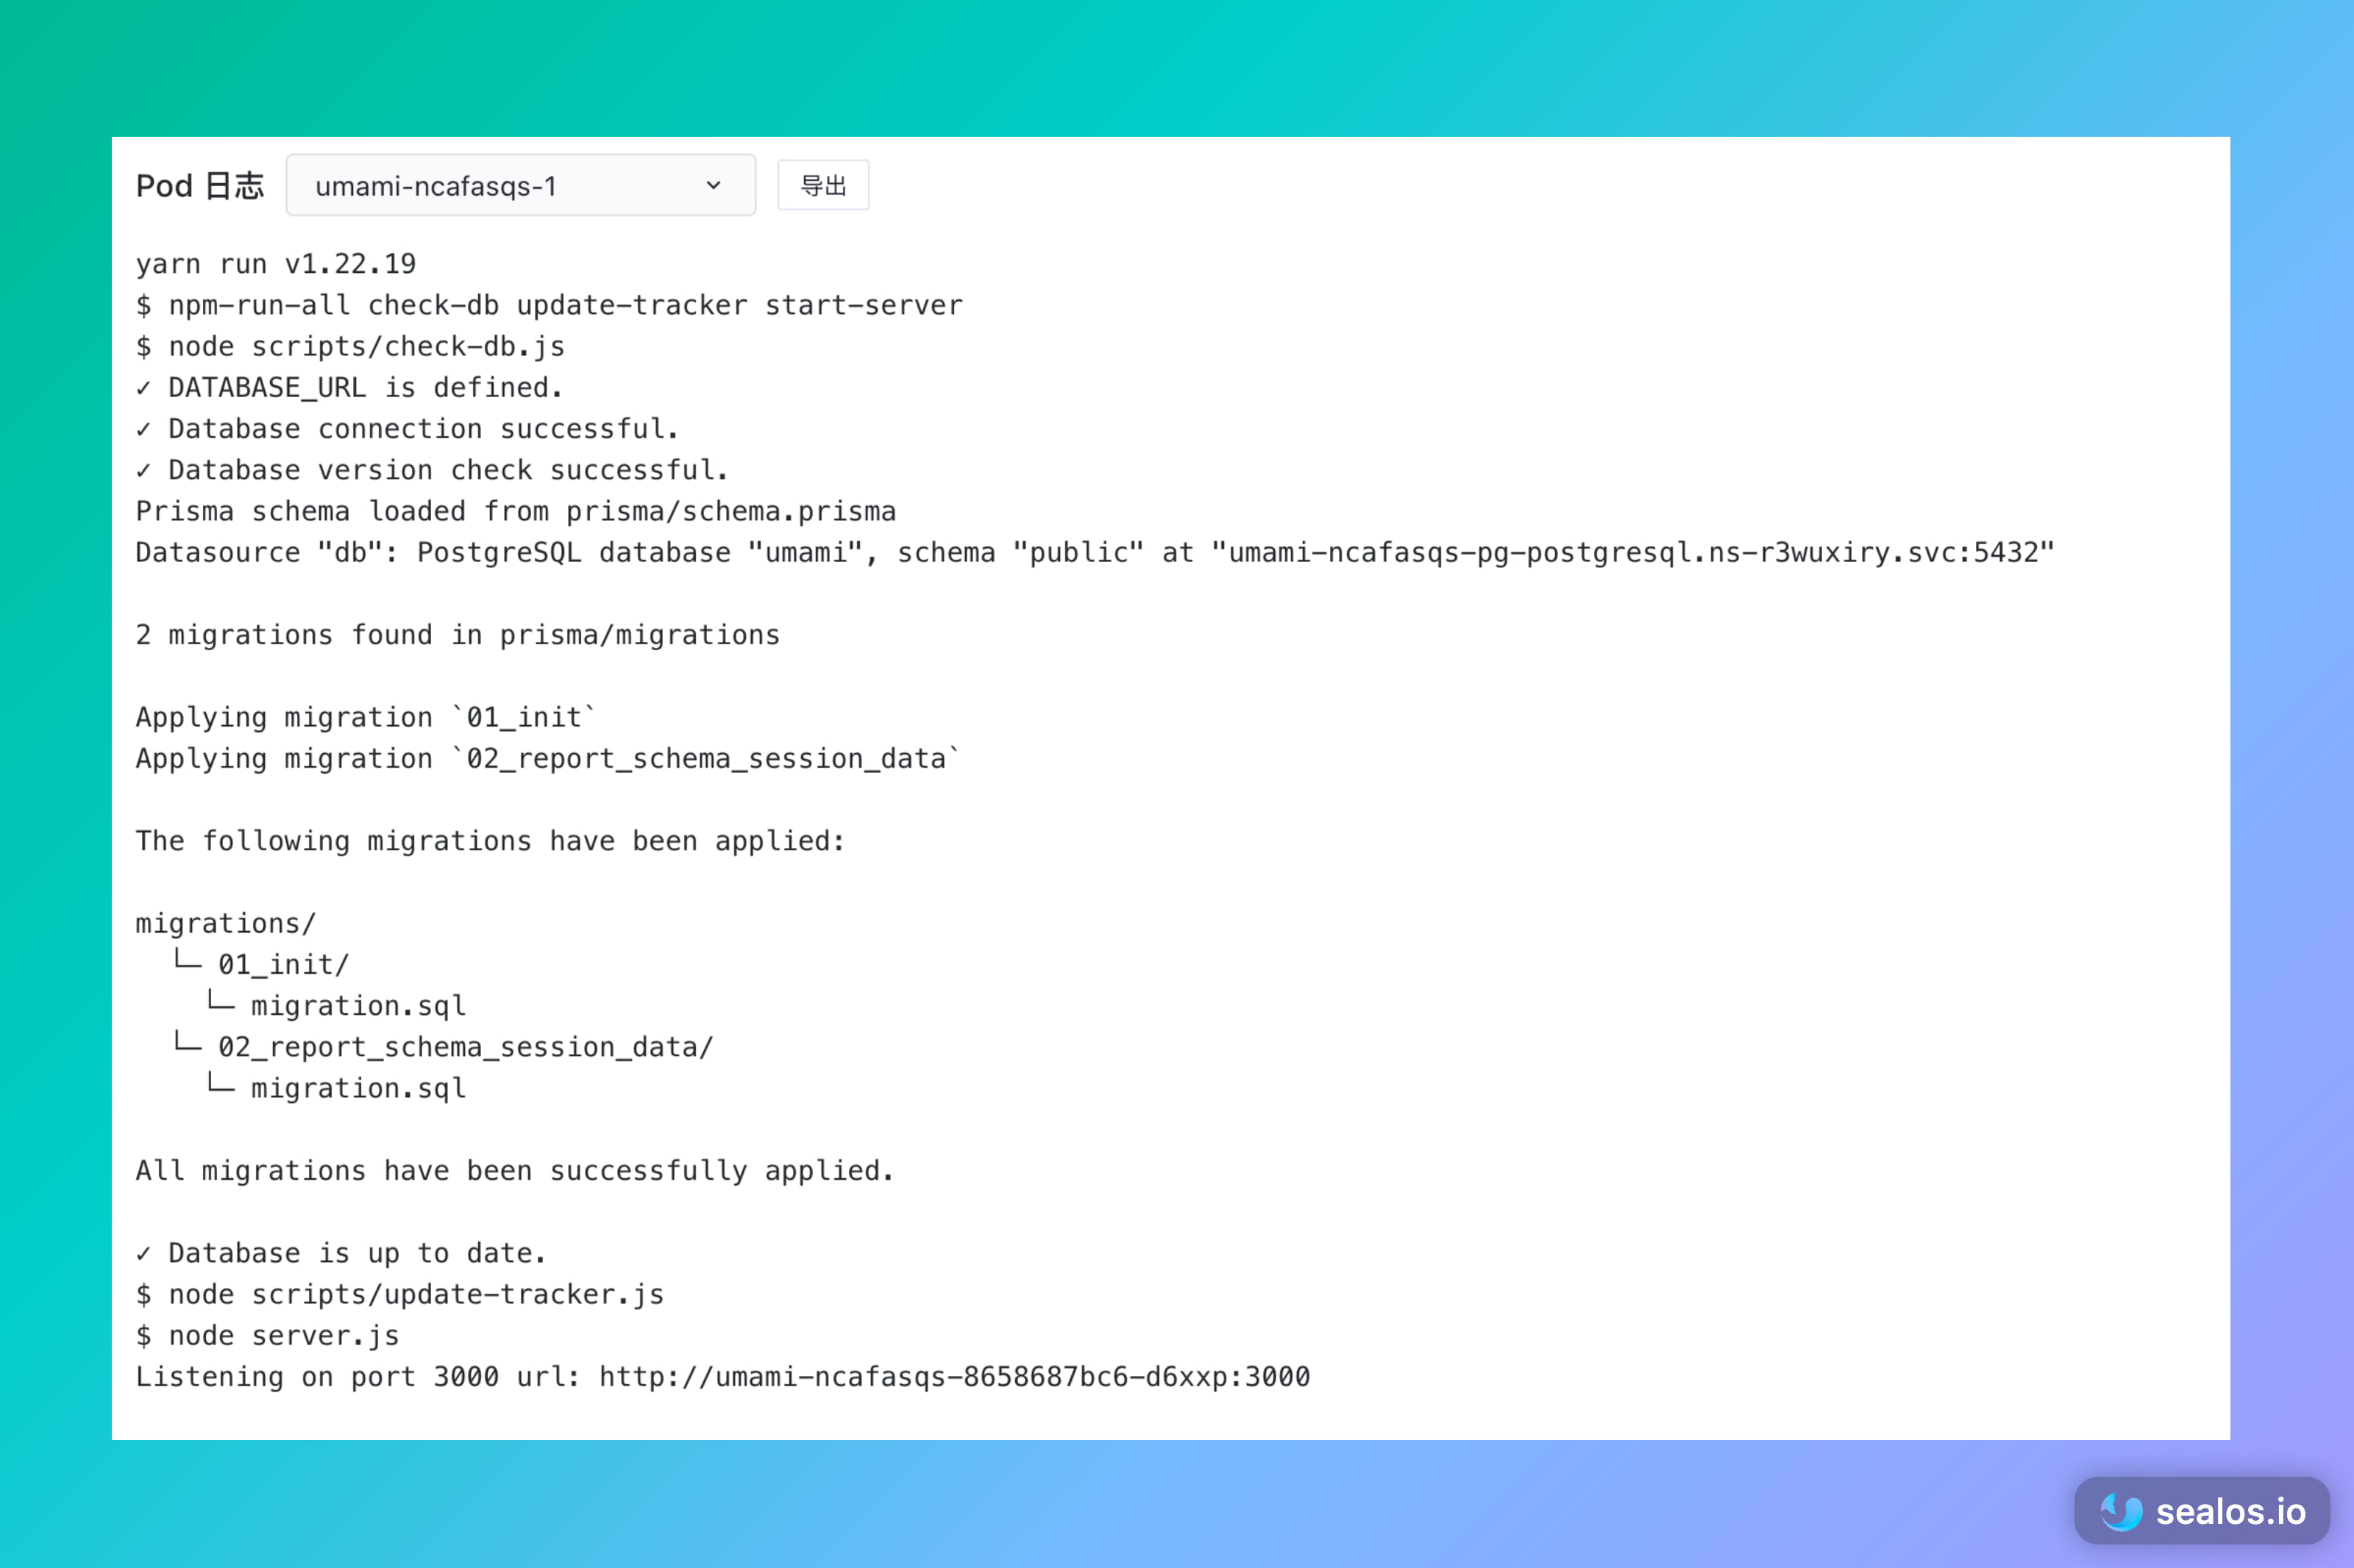 Pod 日志 umami-ncafasqs-1 导出
yarn run v1.22.19
$ npm-run-all check-db update-tracker start-server
$ node scripts/check-db.js
✓ DATABASE_URL is defined.
✓ Database connection successful.
✓ Database version check successful.
Prisma schema loaded from prisma/schema.prisma
Datasource "db": PostgreSQL database "umami", schema "public" at "umami-ncafasqs-pg-postgresql.ns-r3wuxiry.svc:5432"
2 migrations found in prisma/migrations
Applying migration `01_init`
Applying migration `02_report_schema_session_data`
The following migrations have been applied:
migrations/
  └─ 01_init/
    └─ migration.sql
  └─ 02_report_schema_session_data/
    └─ migration.sql
All migrations have been successfully applied.
✓ Database is up to date.
$ node scripts/update-tracker.js
$ node server.js
Listening on port 3000 url: http://umami-ncafasqs-8658687bc6-d6xxp:3000
sealos.io